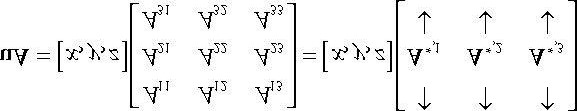 A₁₁ A₁₂ A₁₃ ↑ ↑ ↑
uA = [x, y, z] [A₂₁ A₂₂ A₂₃] = [x, y, z] [A*,₁ A*,₂ A*,₃]
A₃₁ A₃₂ A₃₃ ↓ ↓ ↓